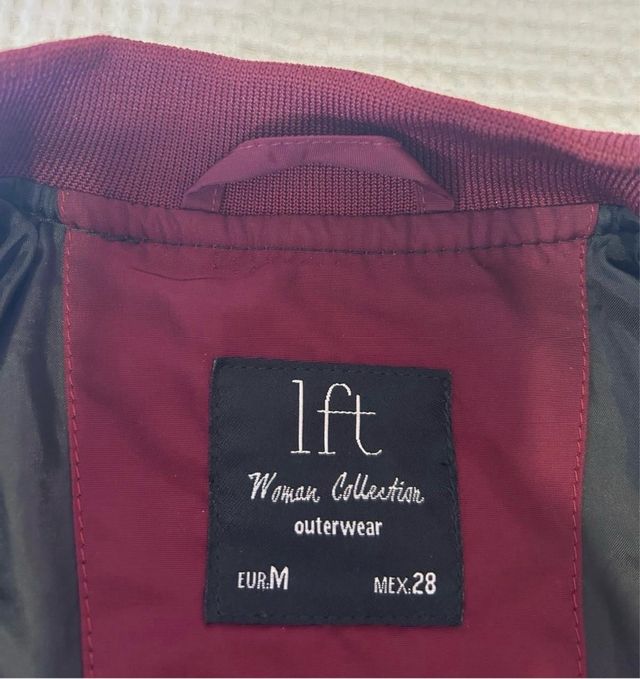 lft
Woman Collection
outerwear
EUR:M MEX:28